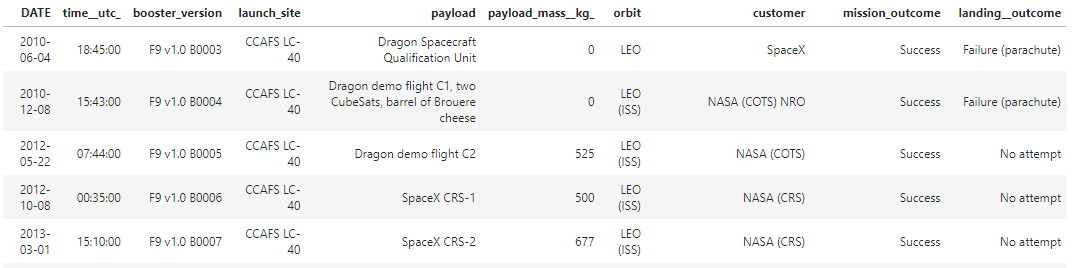 DATE time__utc_ booster_version launch_site payload payload_mass__kg_ orbit customer mission_outcome landing__outcome
2010-
06-04 18:45:00 F9 v1.0 B0003 CCAFS LC-
40 Dragon Spacecraft
Qualification Unit 0 LEO SpaceX Success Failure (parachute)
2010-
12-08 15:43:00 F9 v1.0 B0004 CCAFS LC-
40 Dragon demo flight C1, two
CubeSats, barrel of Brouere
cheese 0 LEO
(ISS) NASA (COTS) NRO Success Failure (parachute)
2012-
05-22 07:44:00 F9 v1.0 B0005 CCAFS LC-
40 Dragon demo flight C2 525 LEO
(ISS) NASA (COTS) Success No attempt
2012-
10-08 00:35:00 F9 v1.0 B0006 CCAFS LC-
40 SpaceX CRS-1 500 LEO
(ISS) NASA (CRS) Success No attempt
2013-
03-01 15:10:00 F9 v1.0 B0007 CCAFS LC-
40 SpaceX CRS-2 677 LEO
(ISS) NASA (CRS) Success No attempt